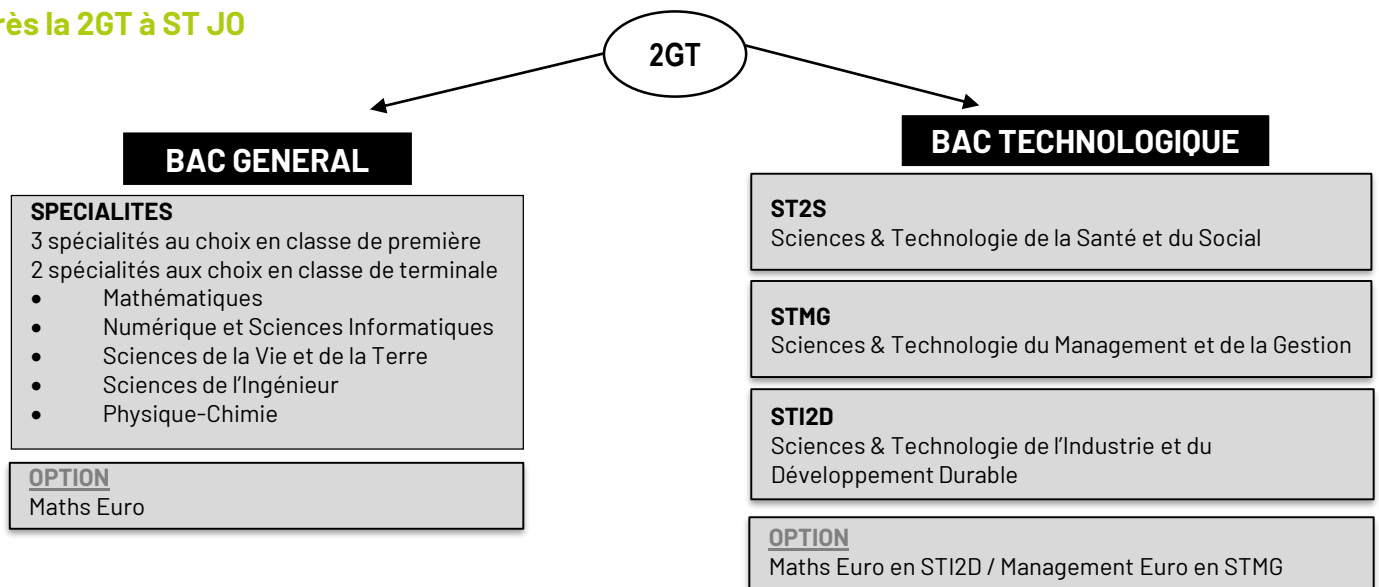 rès la 2GT à ST JO
2GT
BAC GENERAL
SPECIALITES
3 spécialités au choix en classe de première
2 spécialités aux choix en classe de terminale
• Mathématiques
• Numérique et Sciences Informatiques
• Sciences de la Vie et de la Terre
• Sciences de l'Ingénieur
• Physique-Chimie
OPTION
Maths Euro
BAC TECHNOLOGIQUE
ST2S
Sciences & Technologie de la Santé et du Social
STMG
Sciences & Technologie du Management et de la Gestion
STI2D
Sciences & Technologie de l'Industrie et du
Développement Durable
OPTION
Maths Euro en STI2D / Management Euro en STMG